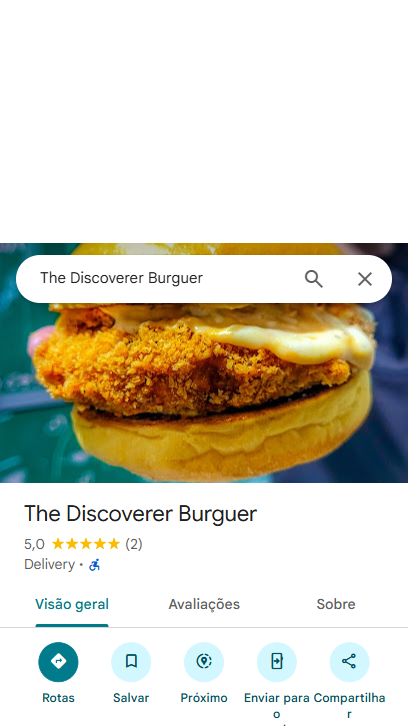 The Discoverer Burguer
The Discoverer Burguer
5,0 (2)
Delivery ·
Visão geral Avaliações Sobre
Rotas Salvar Próximo Enviar para o Compartilhar